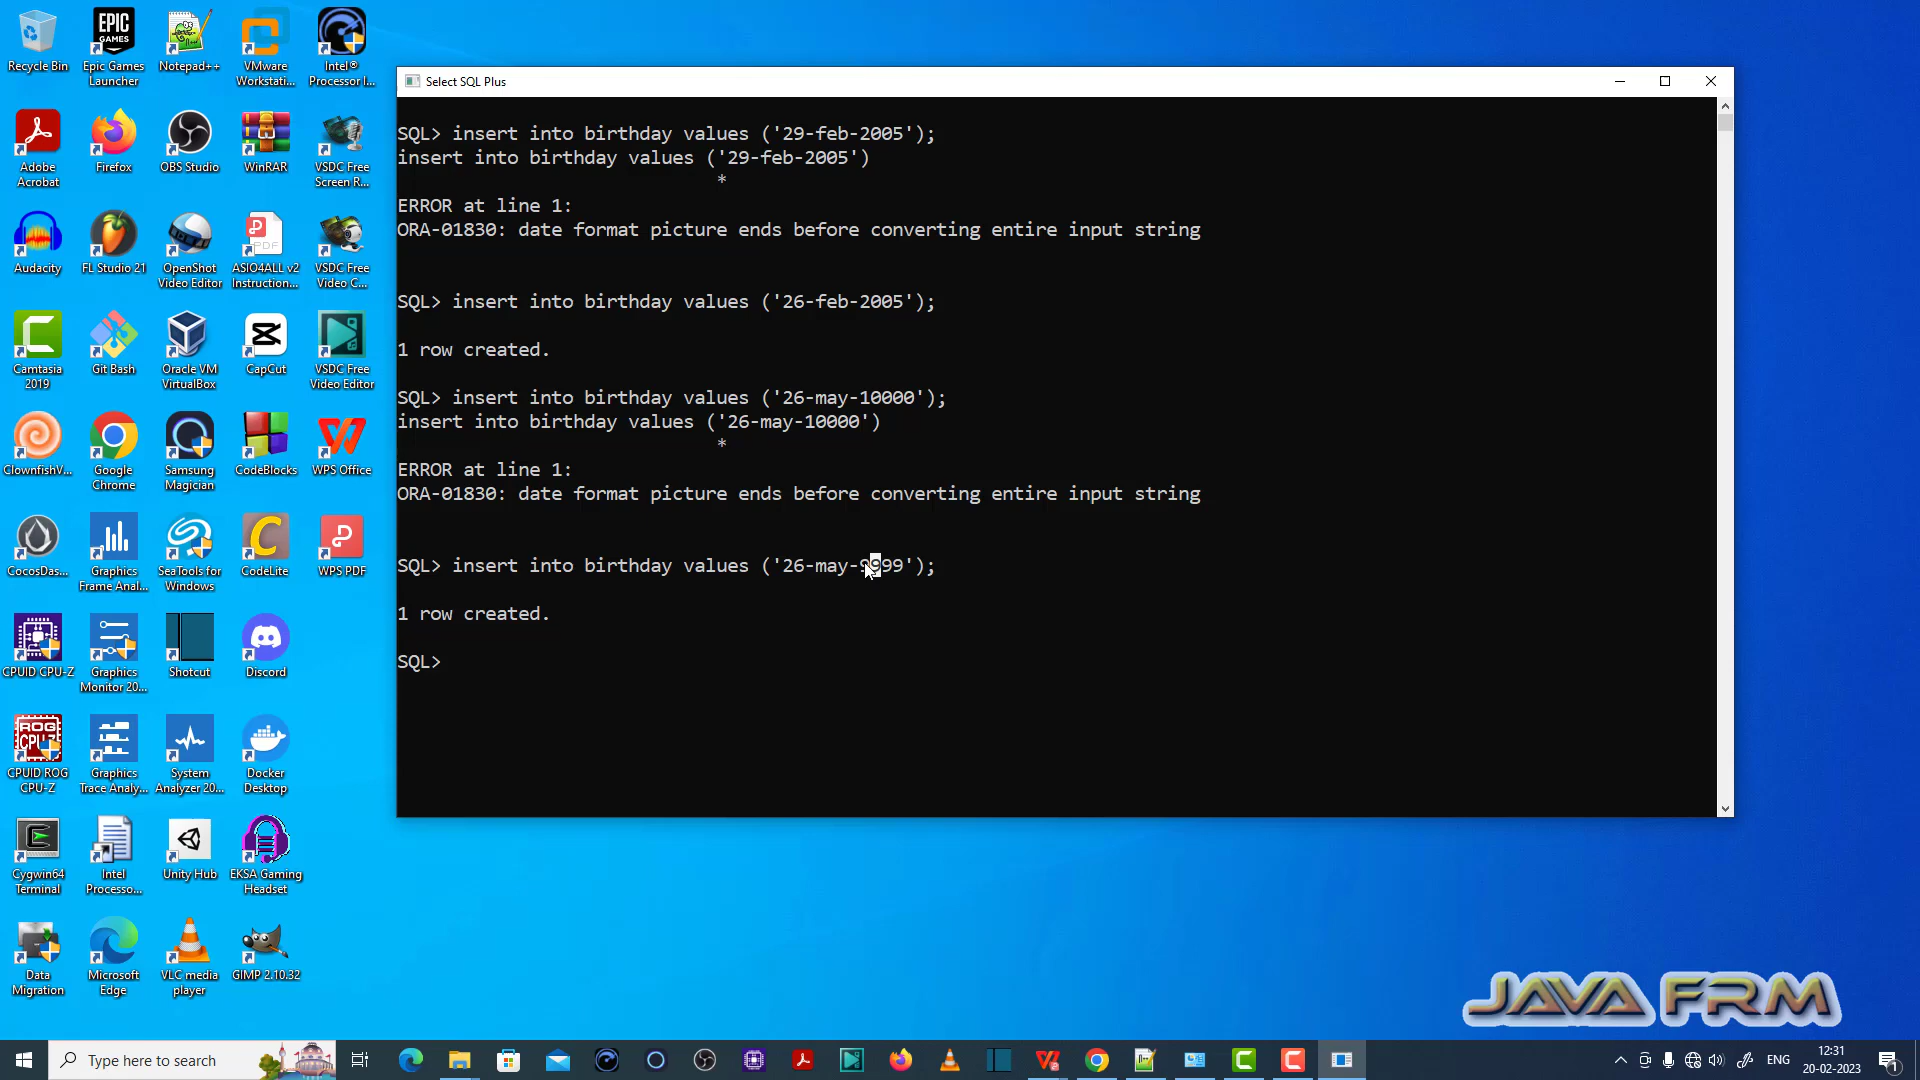 Recycle Bin
Epic Games
Launcher
Notepad++
VMware
Workstati...
Intel®
Processor I...
EPIC
GAMES
Adobe
Acrobat
Firefox
OBS Studio
WinRAR
VSDC Free
Screen R...
Audacity
FL Studio 21
OpenShot
Video Editor
PDF
ASIO4ALL v2
Instruction...
VSDC Free
Video C...
Camtasia
2019
Git Bash
Oracle VM
VirtualBox
CapCut
VSDC Free
Video Editor
ClownfishV...
Google
Chrome
Samsung
Magician
CodeBlocks
WPS Office
CocosDas...
Graphics
Frame Anal...
SeaTools for
Windows
CodeLite
WPS PDF
CPUID CPU-Z
Graphics
Monitor 20...
Shotcut
Discord
ROG
CPU-Z
CPUID ROG
CPU-Z
Graphics
Trace Analy...
System
Analyzer 20...
Docker
Desktop
Cygwin64
Terminal
Intel
Processo...
Unity Hub
EKSA Gaming
Headset
Data
Migration
Microsoft
Edge
VLC media
player
GIMP 2.10.32
Select SQL Plus
SQL> insert into birthday values ('29-feb-2005');
insert into birthday values ('29-feb-2005')
*
ERROR at line 1:
ORA-01830: date format picture ends before converting entire input string
SQL> insert into birthday values ('26-feb-2005');
1 row created.
SQL> insert into birthday values ('26-may-10000');
insert into birthday values ('26-may-10000')
*
ERROR at line 1:
ORA-01830: date format picture ends before converting entire input string
SQL> insert into birthday values ('26-may-9999');
1 row created.
SQL>
JAVA FRM
Type here to search
ENG
12:31
20-02-2023
1